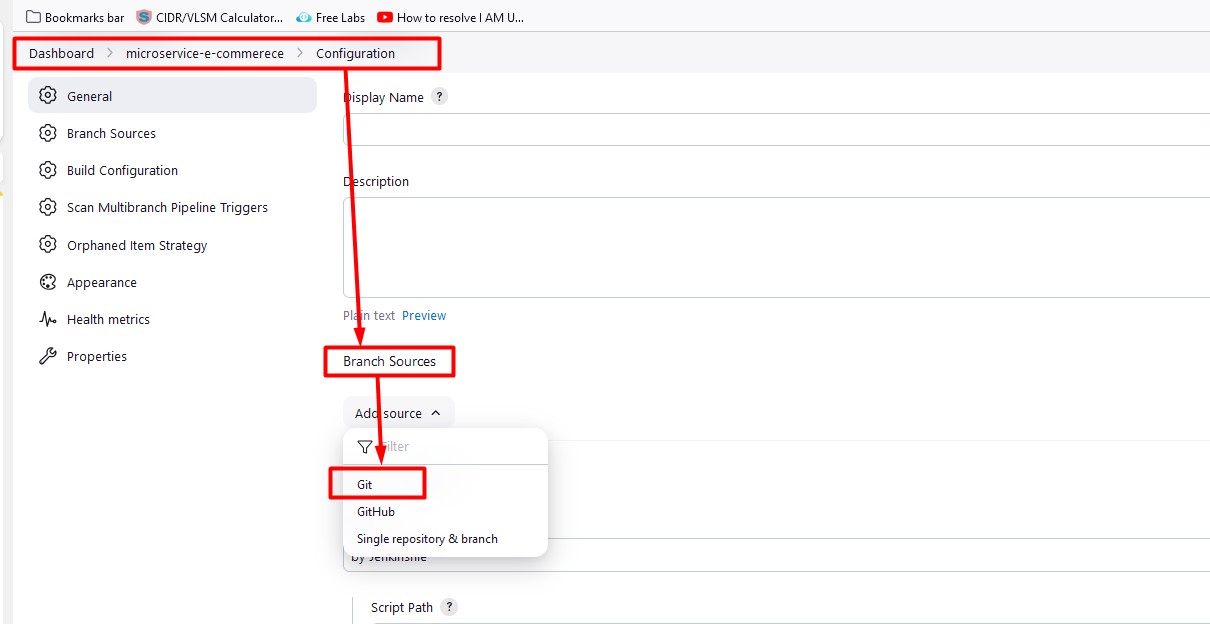 Bookmarks bar CIDR/VLSM Calculator... Free Labs How to resolve I AM U...
Dashboard > microservice-e-commerece > Configuration
General
Branch Sources
Build Configuration
Scan Multibranch Pipeline Triggers
Orphaned Item Strategy
Appearance
Health metrics
Properties
Display Name ?
Description
Plain text Preview
Branch Sources
Add source
Filter
Git
GitHub
Single repository & branch
by Jenkinsfile
Script Path ?